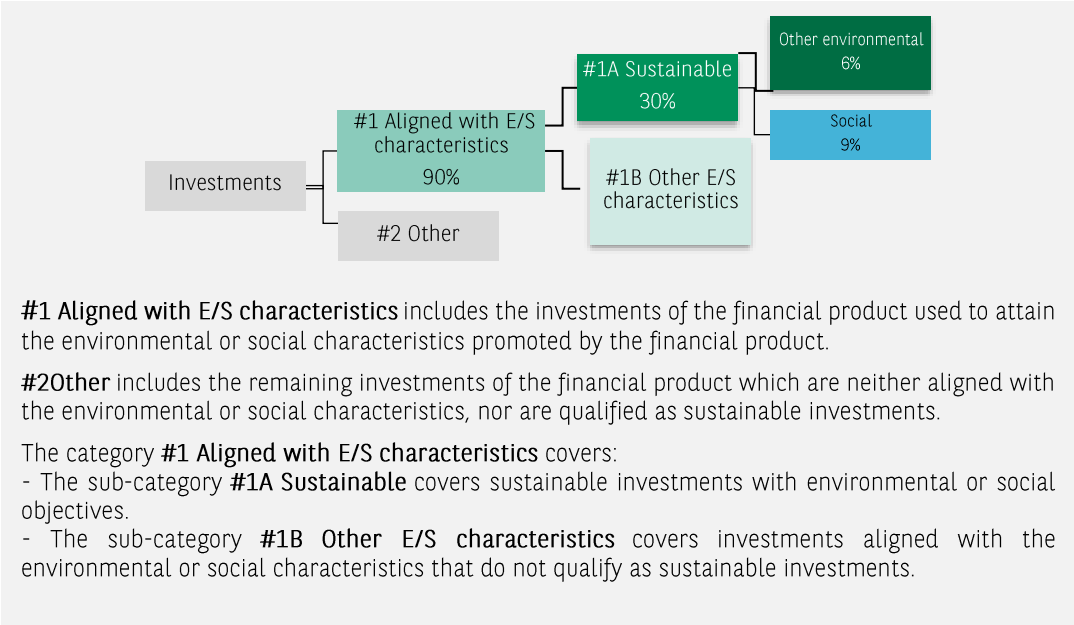 Other environmental
6%
#1A Sustainable
30%
Social
9%
#1 Aligned with E/S
characteristics
90%
Investments
#1B Other E/S
characteristics
#2 Other
#1 Aligned with E/S characteristics includes the investments of the financial product used to attain
the environmental or social characteristics promoted by the financial product.
#2Other includes the remaining investments of the financial product which are neither aligned with
the environmental or social characteristics, nor are qualified as sustainable investments.
The category #1 Aligned with E/S characteristics covers:
- The sub-category #1A Sustainable covers sustainable investments with environmental or social
objectives.
- The sub-category #1B Other E/S characteristics covers investments aligned with the
environmental or social characteristics that do not qualify as sustainable investments.